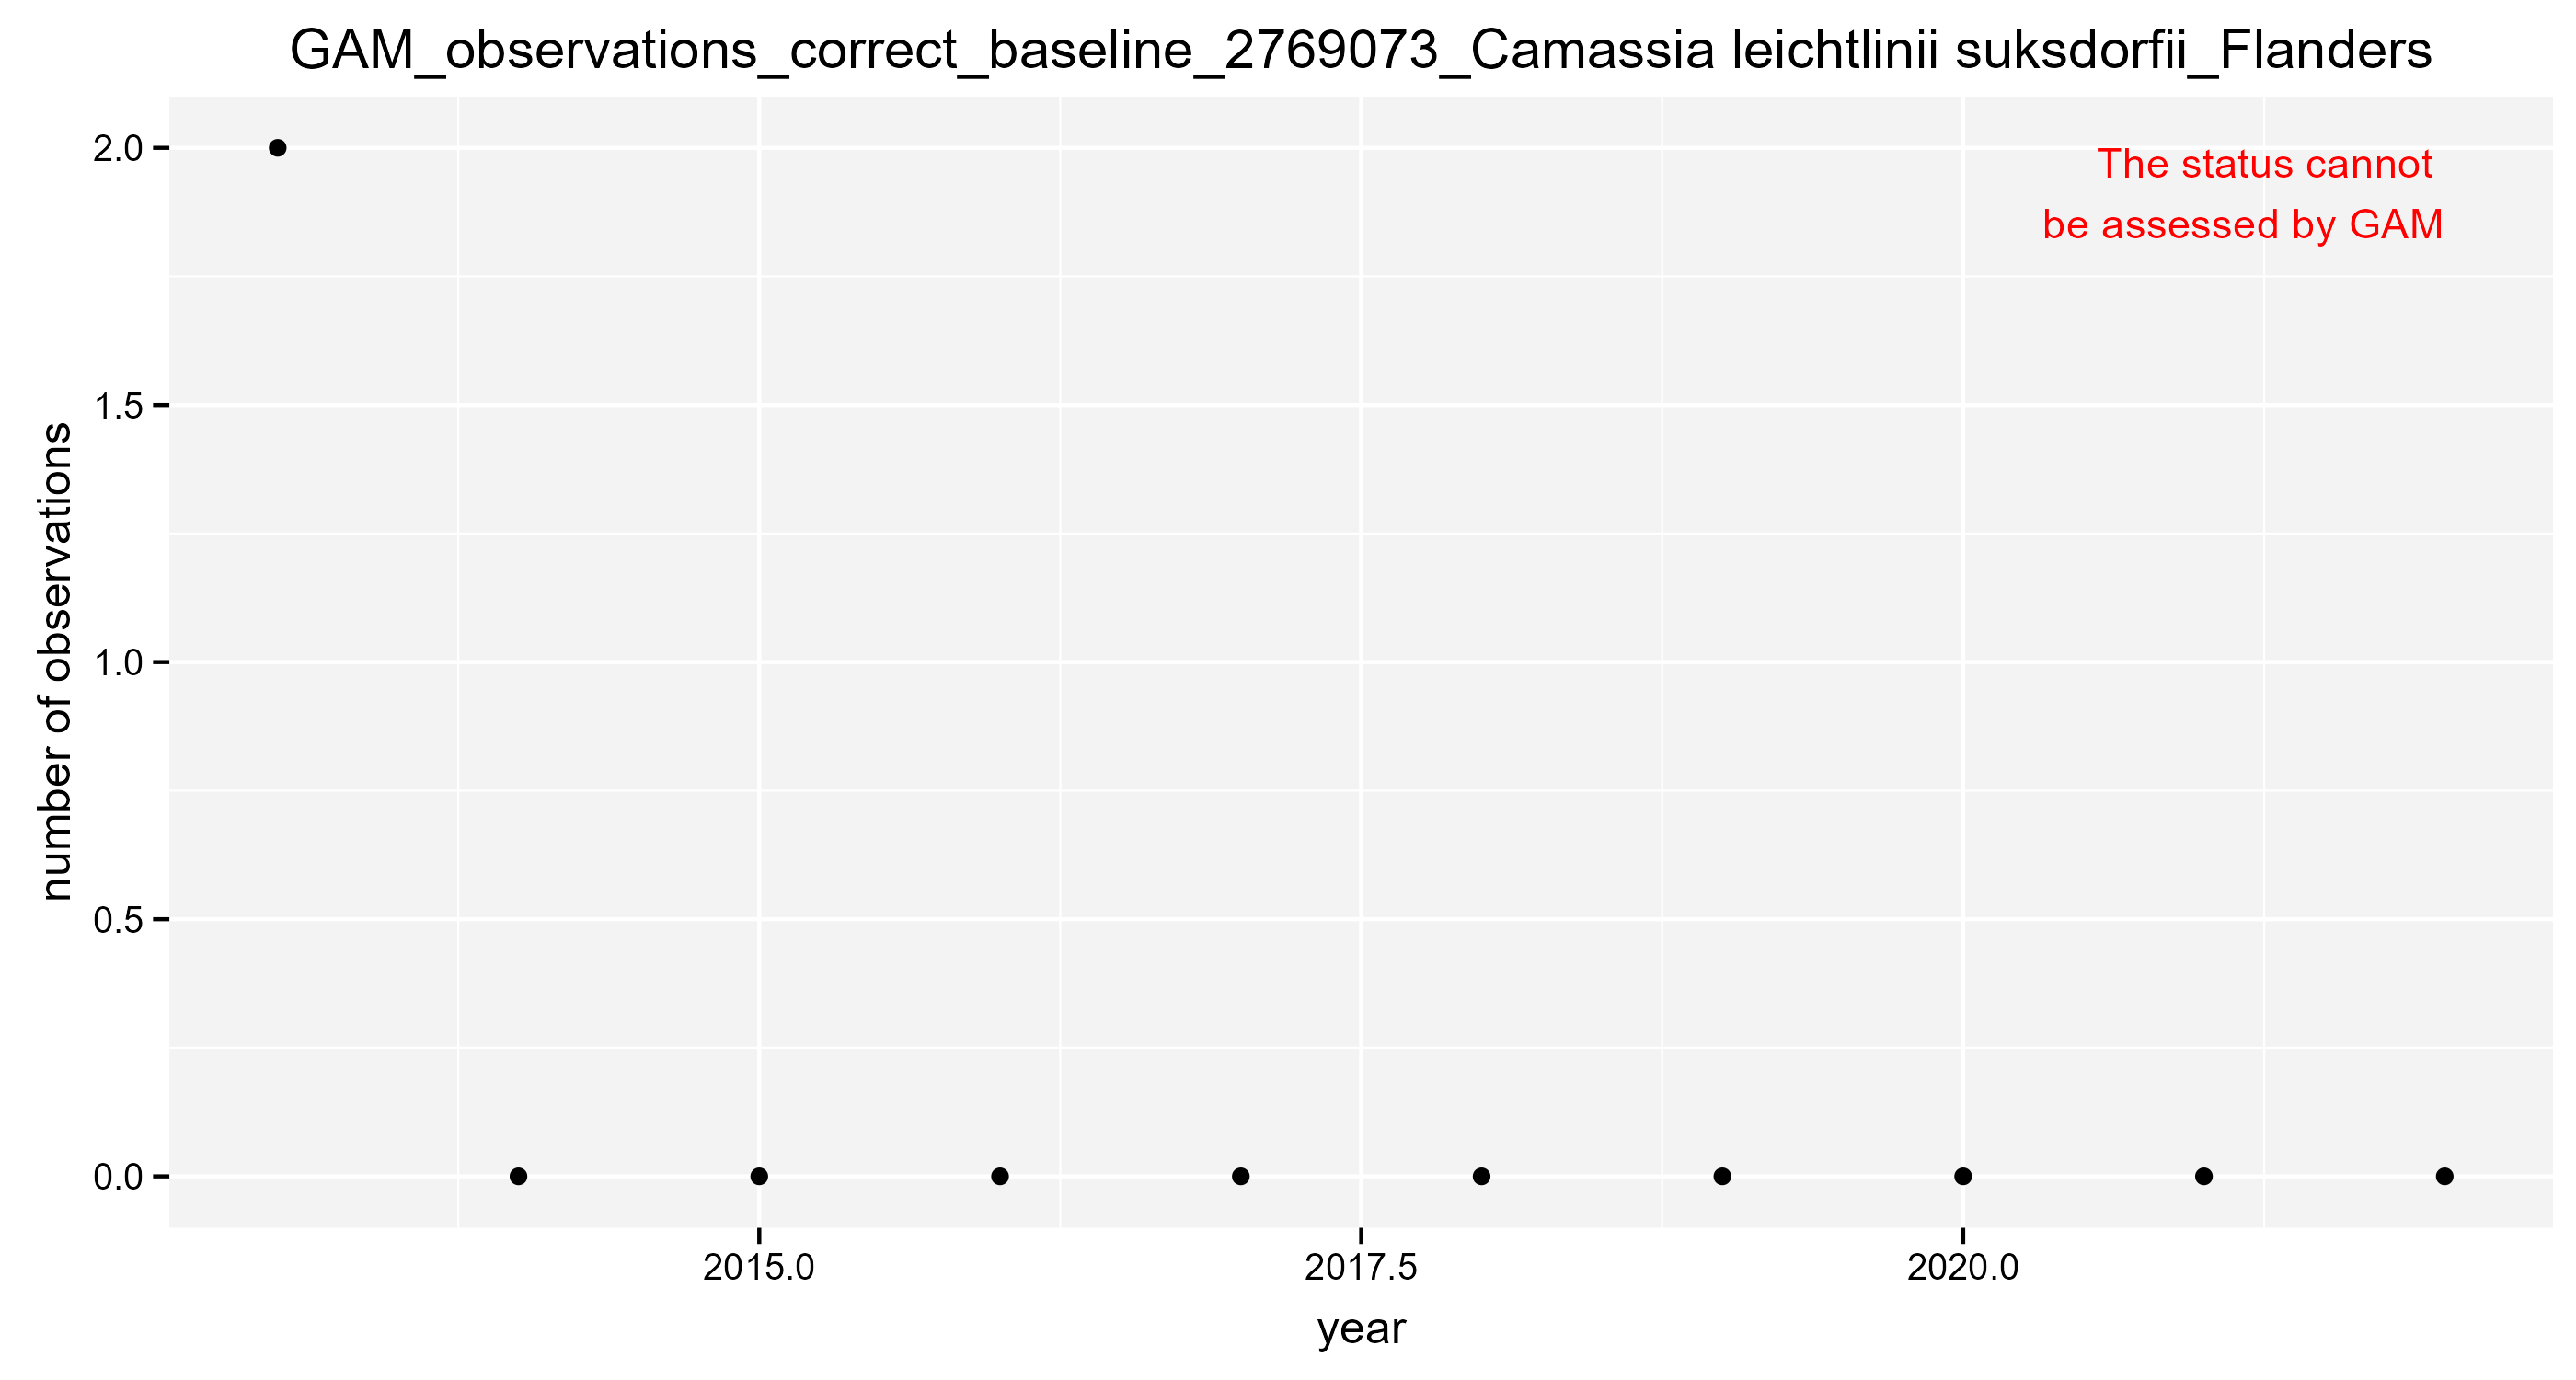 GAM_observations_correct_baseline_2769073_Camassia leichtlinii suksdorfii_Flanders
2.0
The status cannot
be assessed by GAM
1.5
number of observations
1.0
0.5
0.0
2015.0 2017.5 2020.0
year